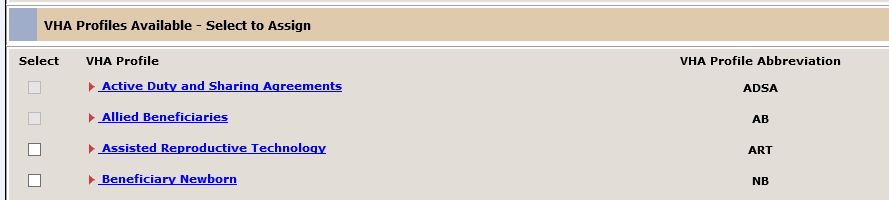 VHA Profiles Available - Select to Assign
Select VHA Profile VHA Profile Abbreviation
Active Duty and Sharing Agreements ADSA
Allied Beneficiaries AB
Assisted Reproductive Technology ART
Beneficiary Newborn NB